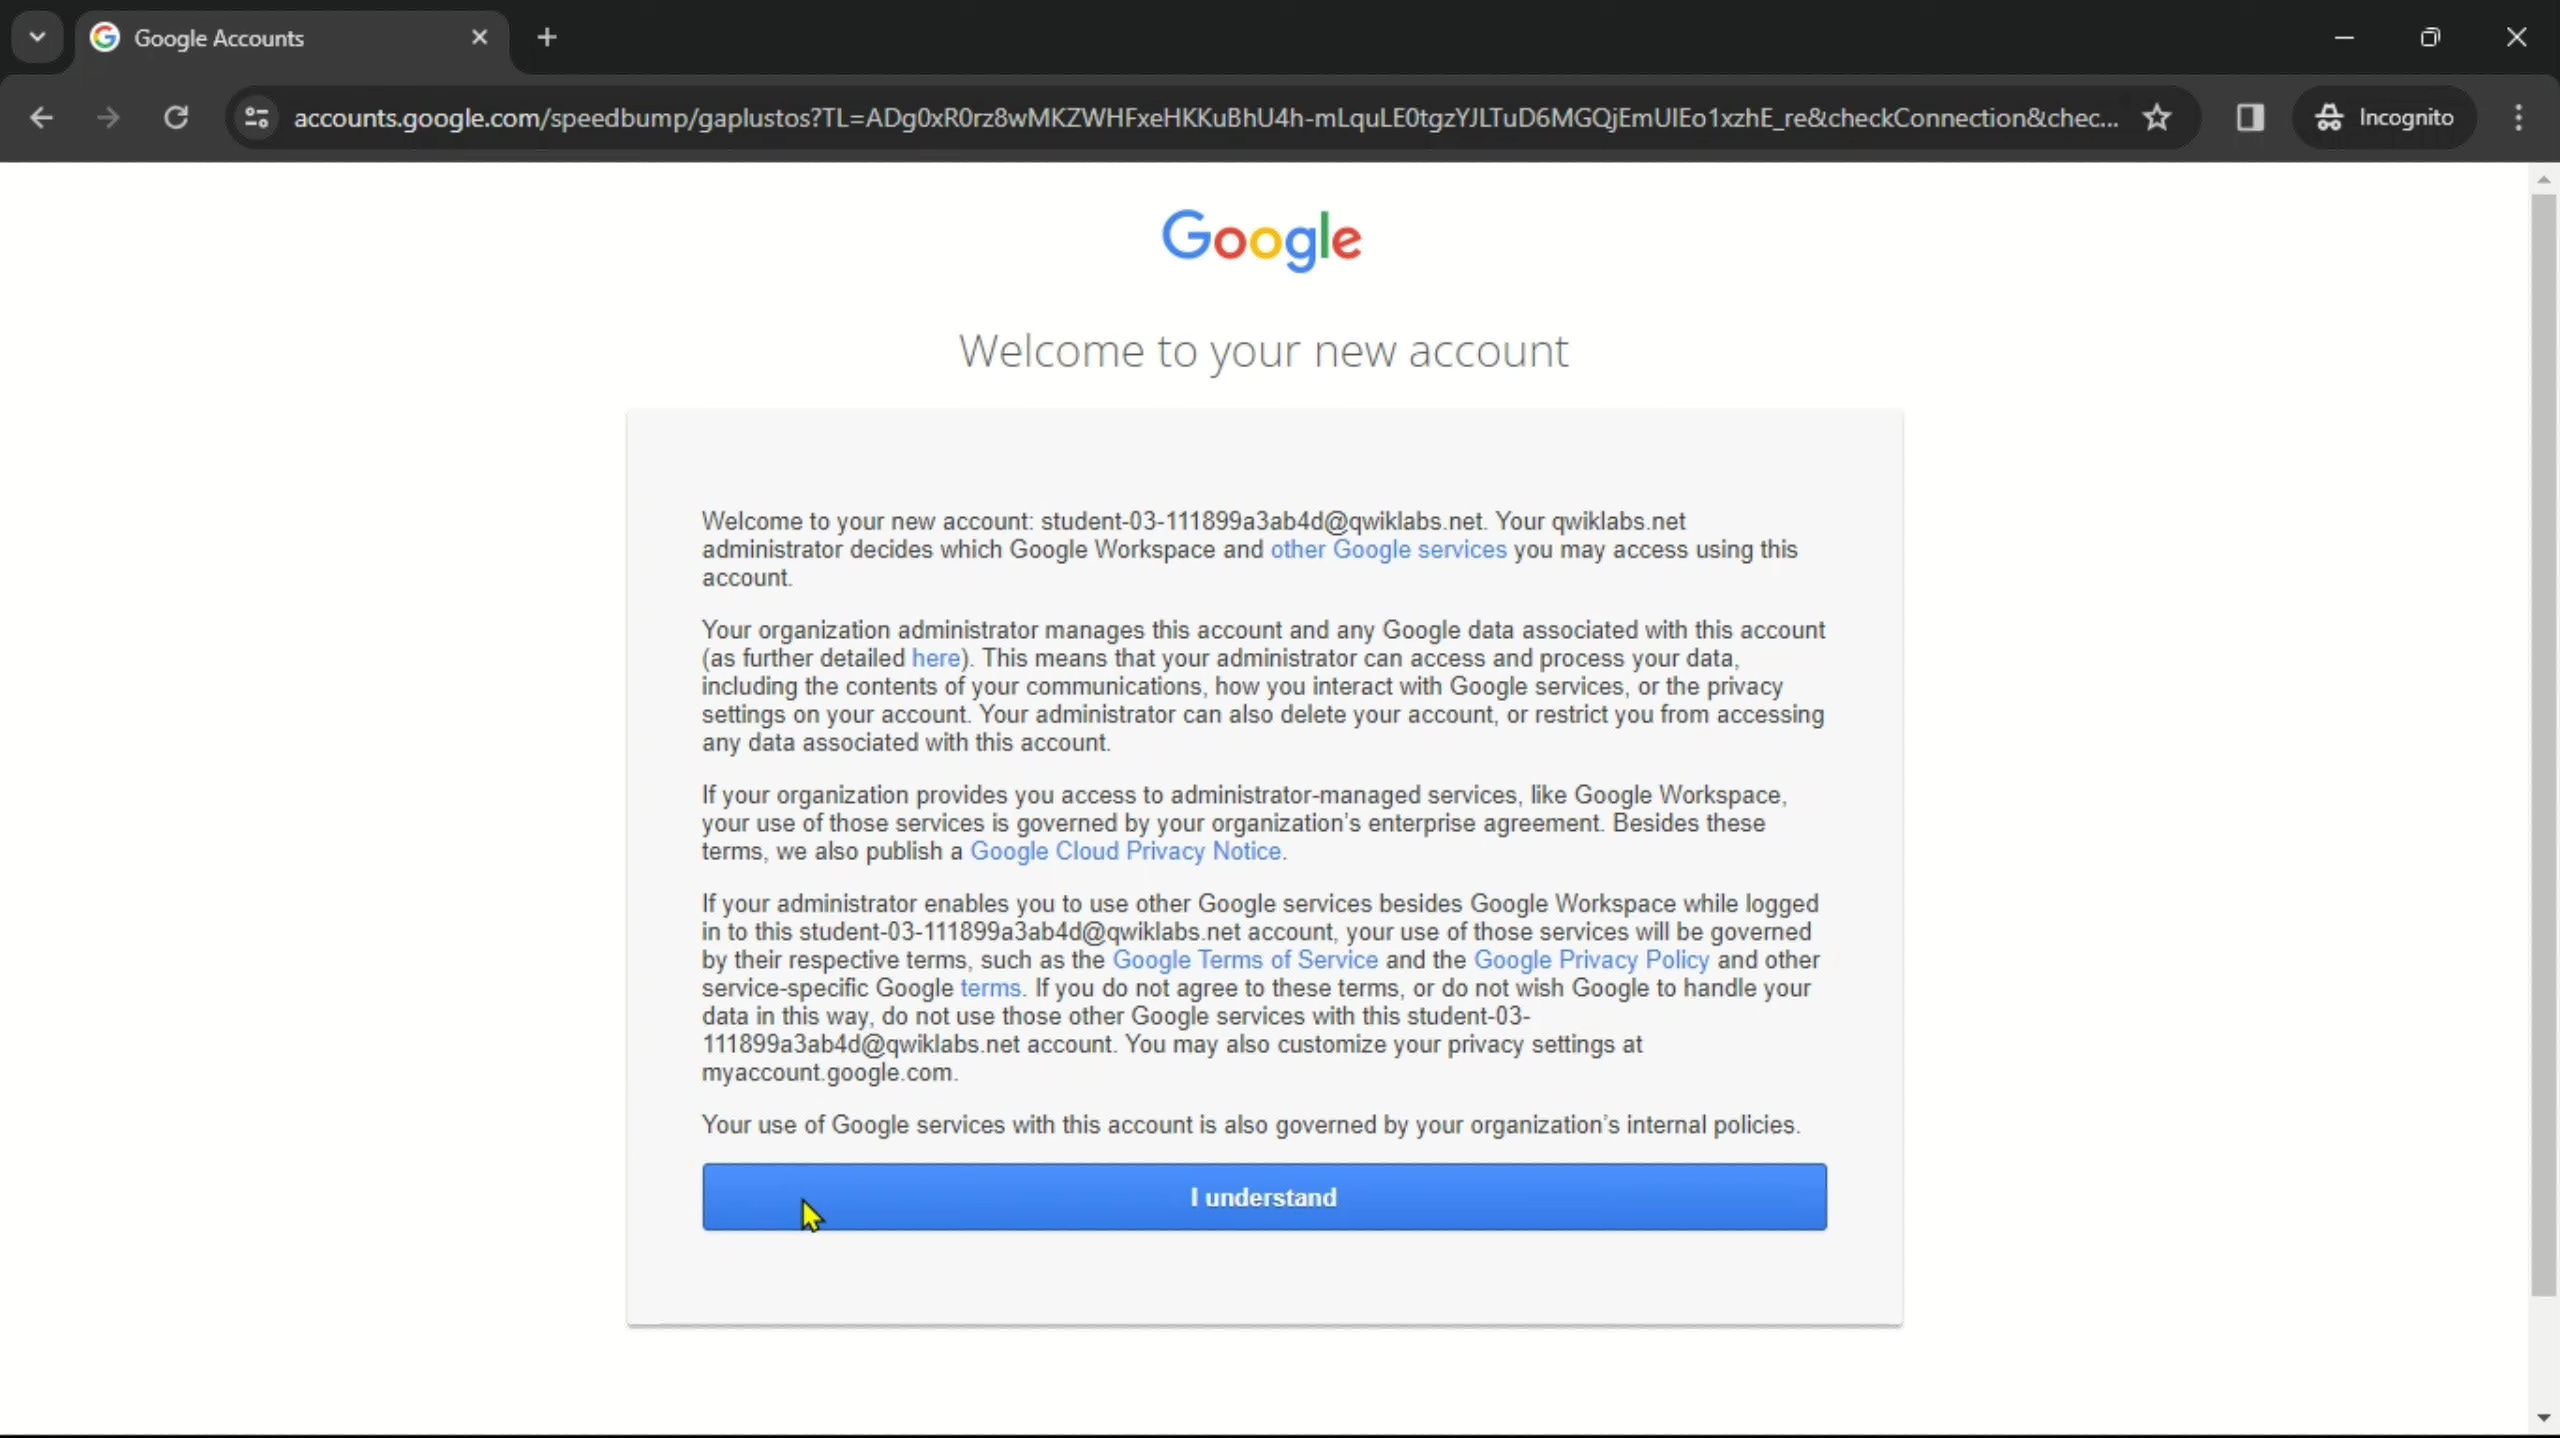 Google Accounts
accounts.google.com/speedbump/gaplustos?TL=ADg0xR0rz8wMKZWHFxeHKKuBhU4h-mLquLE0tgzYJLTuD6MGQjEmUIEo1xzhE_re&checkConnection&chec...
Incognito
Google
Welcome to your new account
Welcome to your new account: student-03-111899a3ab4d@qwiklabs.net. Your qwiklabs.net
administrator decides which Google Workspace and other Google services you may access using this
account.
Your organization administrator manages this account and any Google data associated with this account
(as further detailed here). This means that your administrator can access and process your data,
including the contents of your communications, how you interact with Google services, or the privacy
settings on your account. Your administrator can also delete your account, or restrict you from accessing
any data associated with this account.
If your organization provides you access to administrator-managed services, like Google Workspace,
your use of those services is governed by your organization's enterprise agreement. Besides these
terms, we also publish a Google Cloud Privacy Notice.
If your administrator enables you to use other Google services besides Google Workspace while logged
in to this student-03-111899a3ab4d@qwiklabs.net account, your use of those services will be governed
by their respective terms, such as the Google Terms of Service and the Google Privacy Policy and other
service-specific Google terms. If you do not agree to these terms, or do not wish Google to handle your
data in this way, do not use those other Google services with this student-03-
111899a3ab4d@qwiklabs.net account. You may also customize your privacy settings at
myaccount.google.com.
Your use of Google services with this account is also governed by your organization's internal policies.
I understand